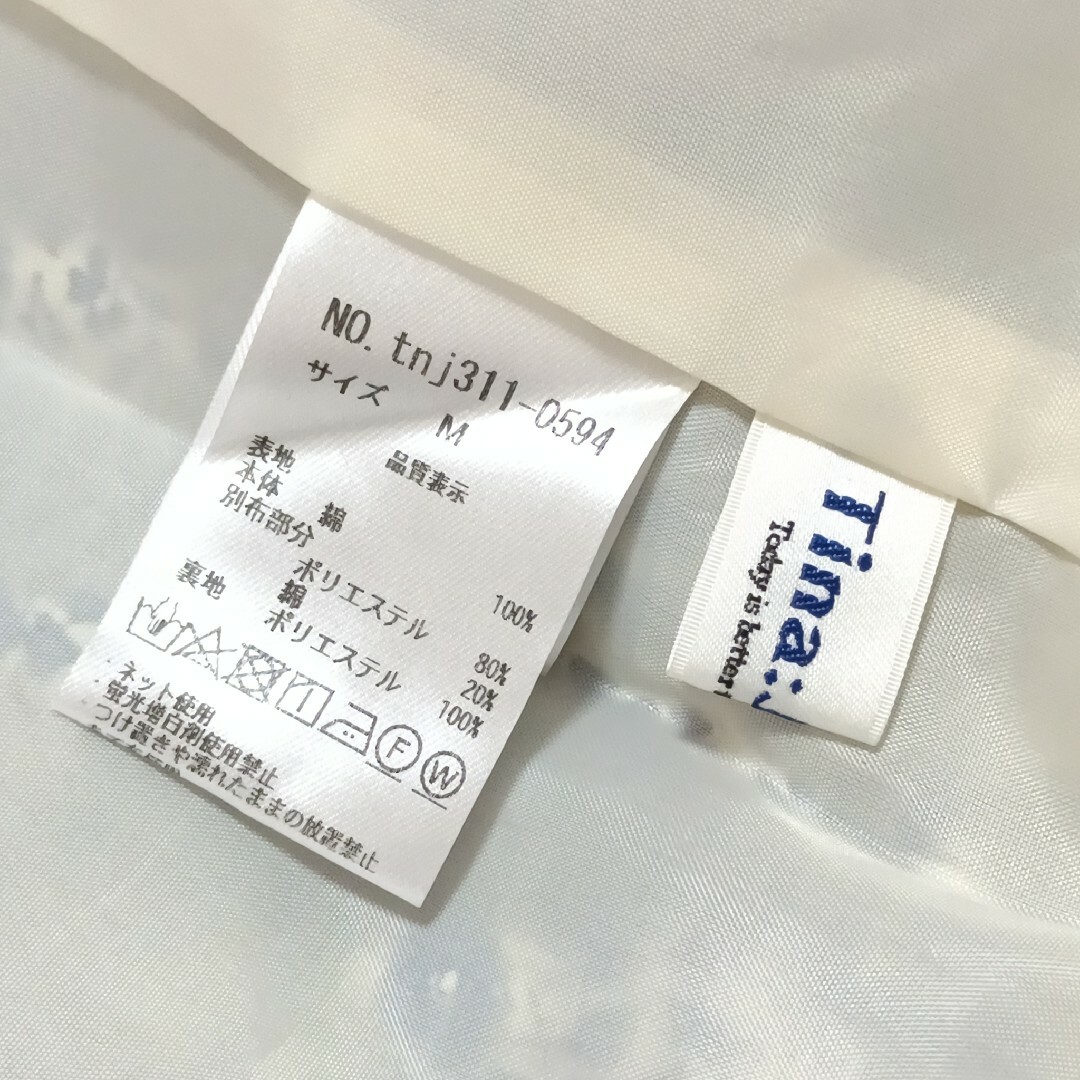 NO. tnj311-0594
サイズ M
品質表示
表地
本体 綿 100%
別布部分
ポリエステル 80%
綿 20%
裏地 ポリエステル 100%
F W
ネット使用
蛍光増白剤使用禁止
つけ置きや濡れたままの放置禁止
Tina:J
Today is better